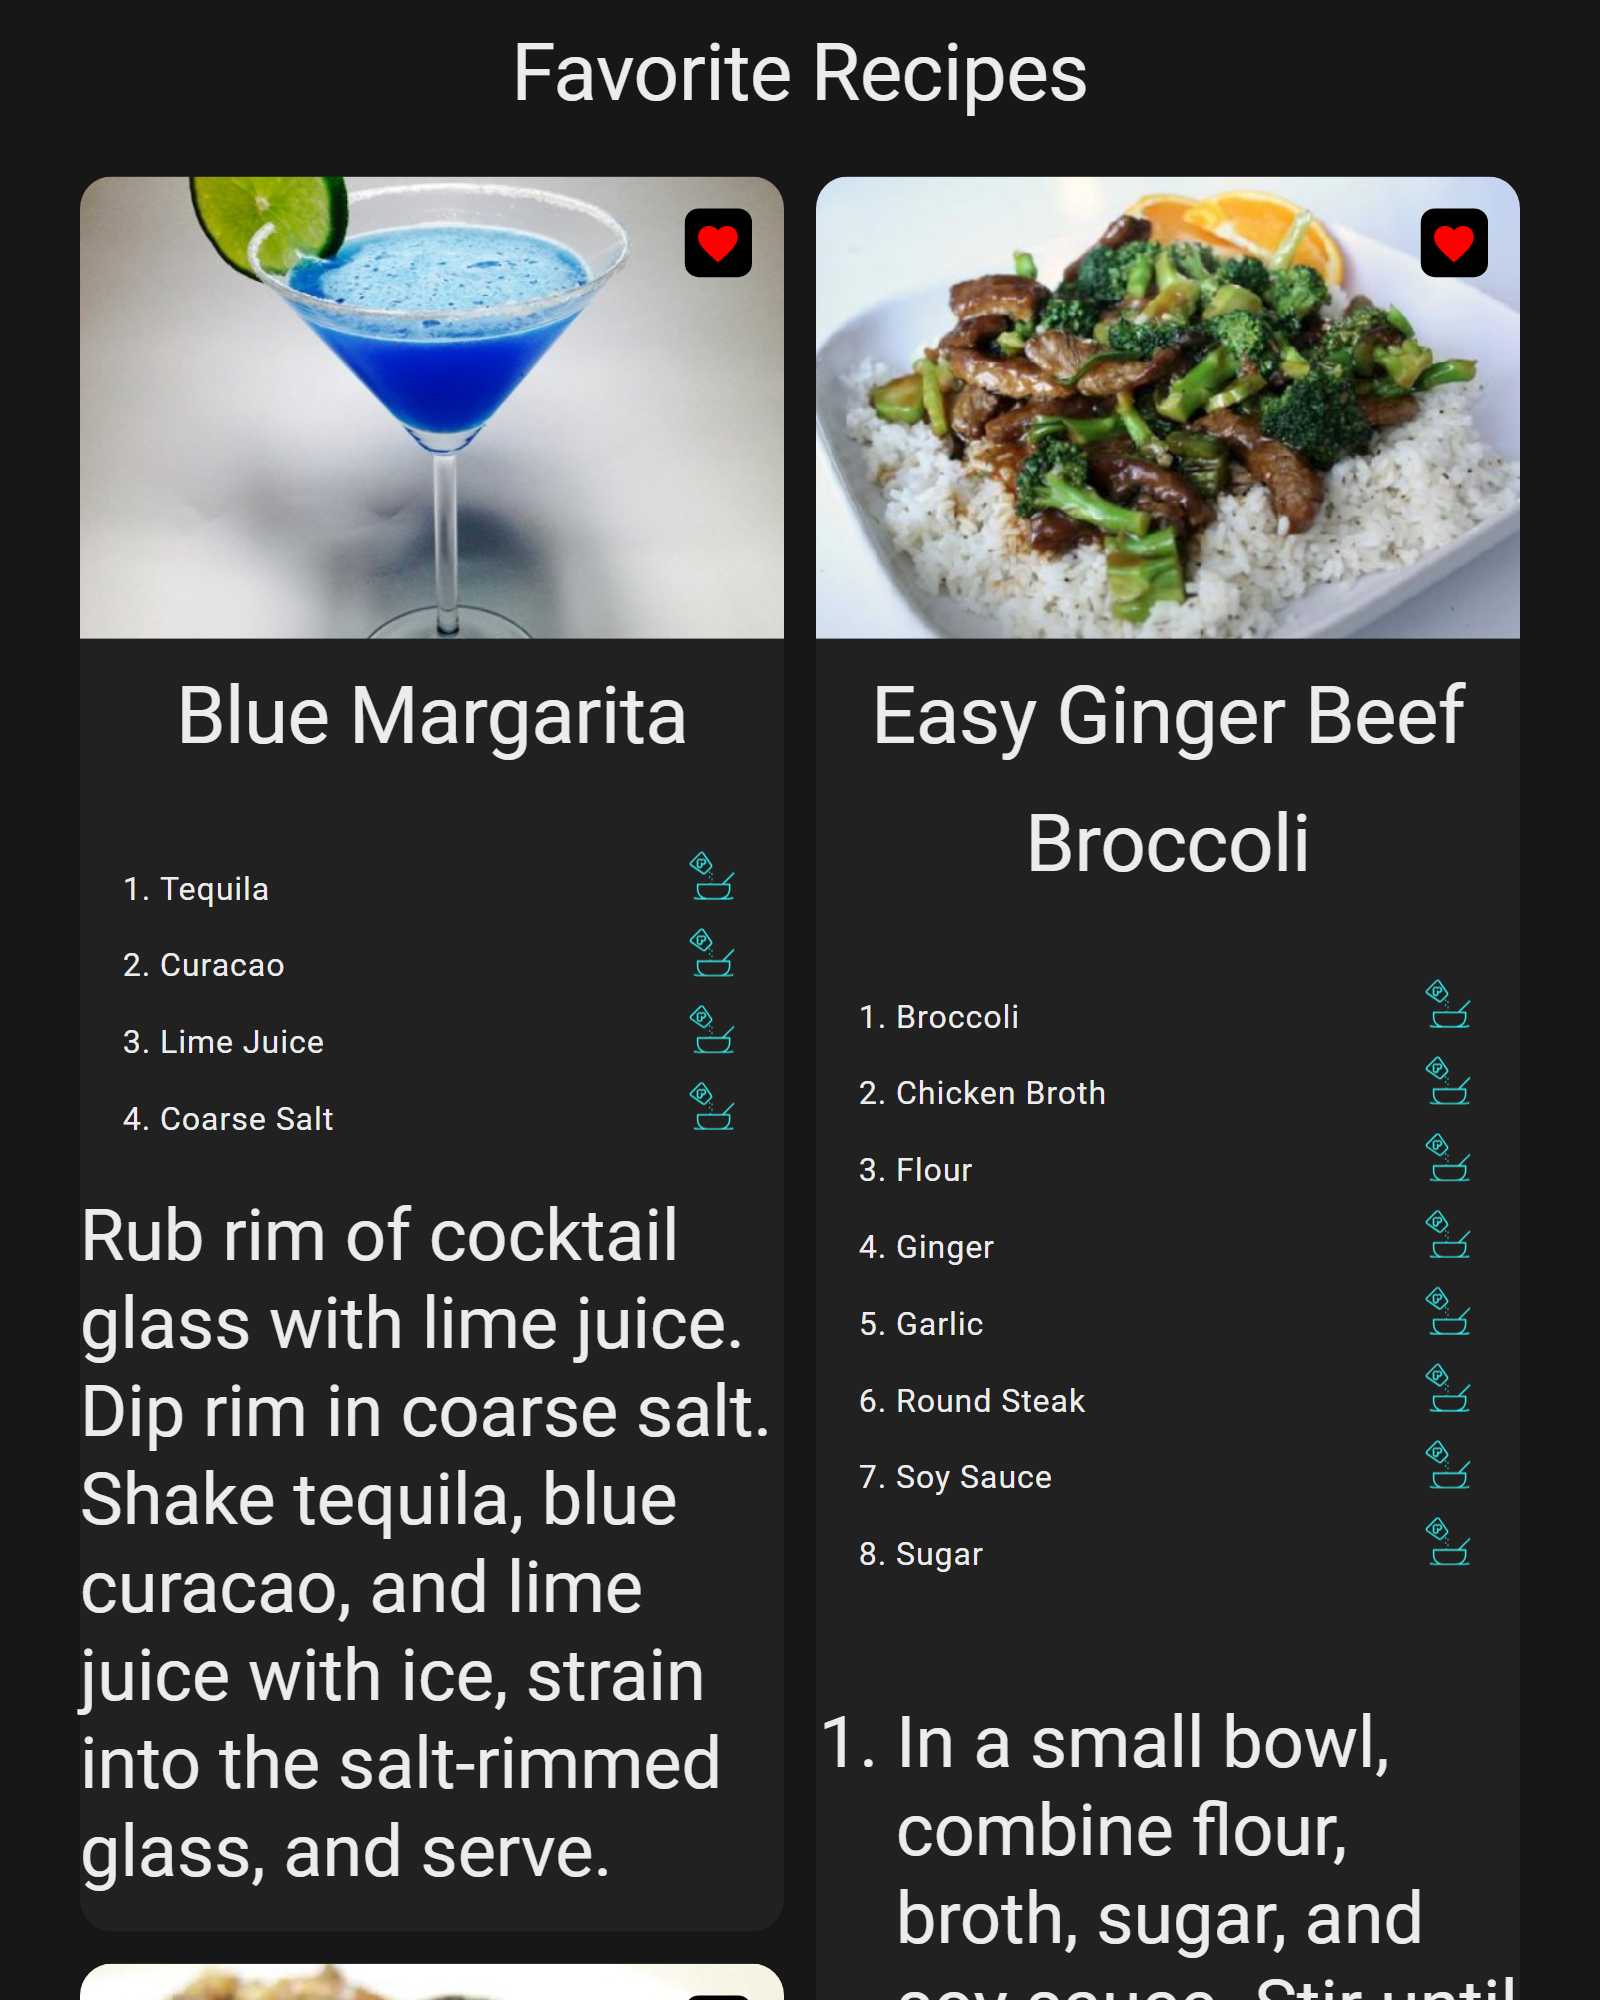 Favorite Recipes
Blue Margarita
1. Tequila
2. Curacao
3. Lime Juice
4. Coarse Salt
Rub rim of cocktail
glass with lime juice.
Dip rim in coarse salt.
Shake tequila, blue
curacao, and lime
juice with ice, strain
into the salt-rimmed
glass, and serve.
Easy Ginger Beef
Broccoli
1. Broccoli
2. Chicken Broth
3. Flour
4. Ginger
5. Garlic
6. Round Steak
7. Soy Sauce
8. Sugar
1. In a small bowl,
combine flour,
broth, sugar, and
soy sauce. Stir until